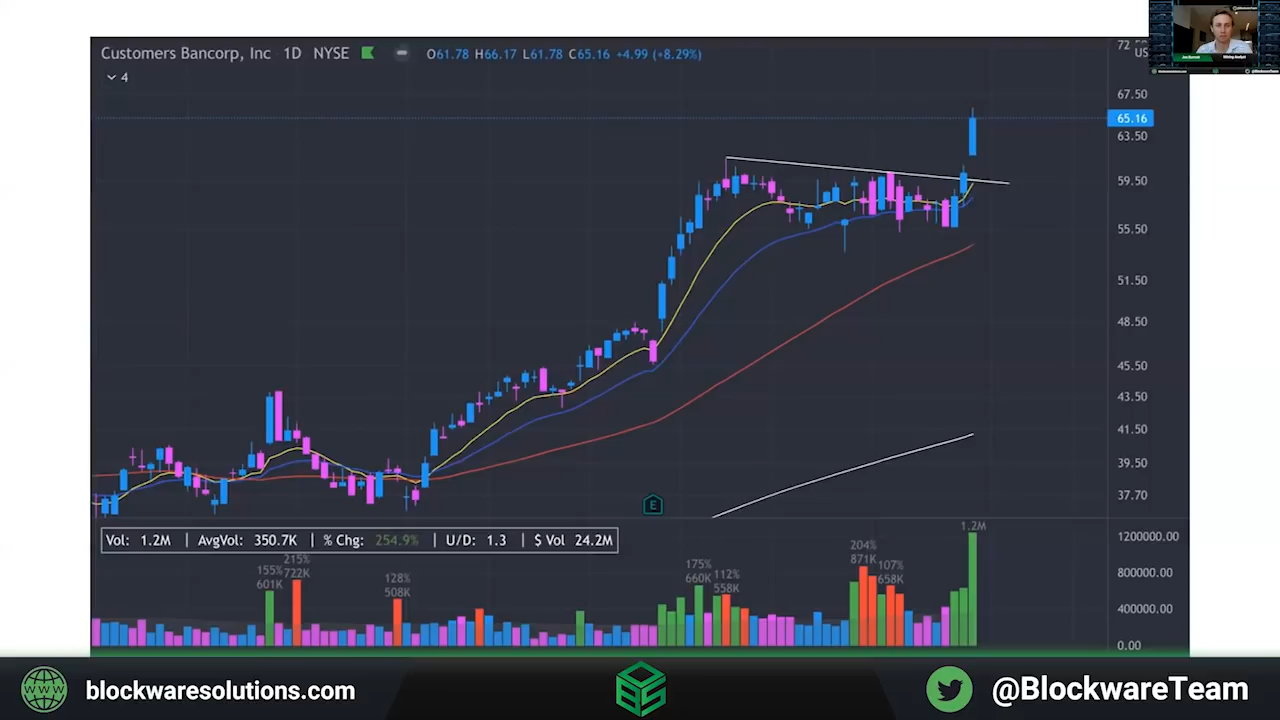 Customers Bancorp, Inc 1D NYSE O61.78 H66.17 L61.78 C65.16 +4.99 (+8.29%)
4
67.50
65.16
63.50
59.50
55.50
51.50
48.50
45.50
43.50
41.50
39.50
37.70
E
Vol: 1.2M | AvgVol: 350.7K | % Chg: 254.9% | U/D: 1.3 | $ Vol 24.2M
155%
601K
215%
722K
128%
508K
175%
660K
112%
558K
204%
871K
107%
658K
1.2M
1200000.00
800000.00
400000.00
0.00
WWW
blockwaresolutions.com
@BlockwareTeam